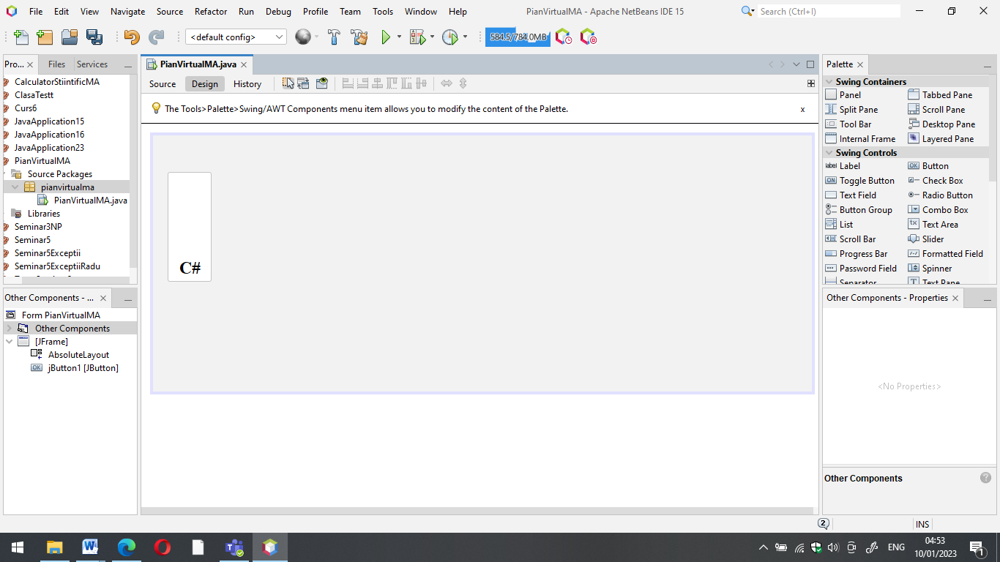 File Edit View Navigate Source Refactor Run Debug Profile Team Tools Window Help PianVirtualMA - Apache NetBeans IDE 15 Search (Ctrl+I)
<default config> 584.5/784.0MB
Pro... Files Services
CalculatorStiintificMA
ClasaTestt
Curs6
JavaApplication15
JavaApplication16
JavaApplication23
PianVirtualMA
Source Packages
pianvirtualma
PianVirtualMA.java
Libraries
Seminar3NP
Seminar5
Seminar5Exceptii
Seminar5ExceptiiRadu
Other Components - ...
Form PianVirtualMA
Other Components
[JFrame]
AbsoluteLayout
jButton1 [JButton]
PianVirtualMA.java
Source Design History
The Tools>Palette>Swing/AWT Components menu item allows you to modify the content of the Palette. x
C#
Palette
Swing Containers
Panel Tabbed Pane
Split Pane Scroll Pane
Tool Bar Desktop Pane
Internal Frame Layered Pane
Swing Controls
Label Button
Toggle Button Check Box
Text Field Radio Button
Button Group Combo Box
List Text Area
Scroll Bar Slider
Progress Bar Formatted Field
Password Field Spinner
Separator Text Pane
Other Components - Properties
<No Properties>
Other Components
2 INS
ENG 04:53
10/01/2023 1